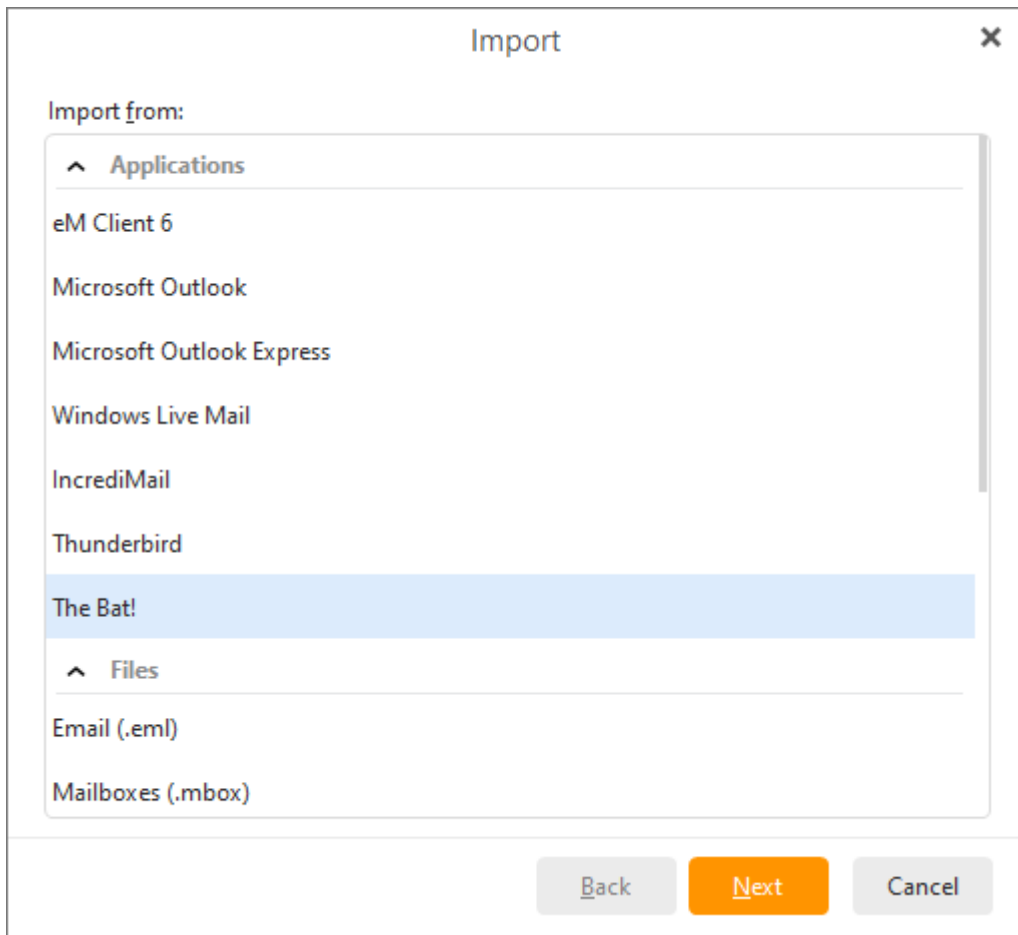 Import
Import from:
Applications
eM Client 6
Microsoft Outlook
Microsoft Outlook Express
Windows Live Mail
IncrediMail
Thunderbird
The Bat!
Files
Email (.eml)
Mailboxes (.mbox)
Back Next Cancel